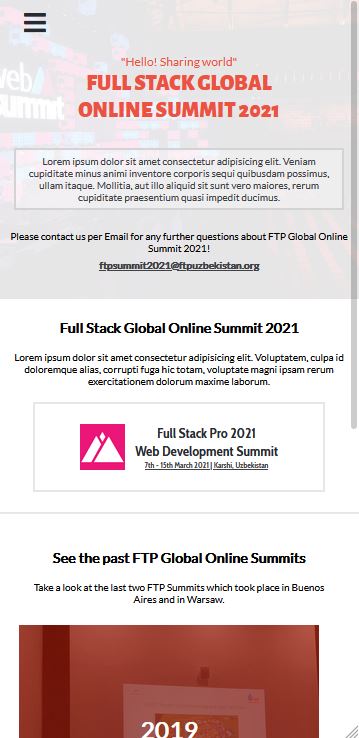 "Hello! Sharing world"
FULL STACK GLOBAL
ONLINE SUMMIT 2021
web
summit
Lorem ipsum dolor sit amet consectetur adipisicing elit. Veniam
cupiditate minus animi inventore corporis sequi quibusdam possimus,
ullam itaque. Mollitia, aut illo aliquid sit sunt vero maiores, rerum
cupiditate praesentium quasi impedit ducimus.
Please contact us per Email for any further questions about FTP Global Online
Summit 2021!
ftpsummit2021@ftpuzbekistan.org
Full Stack Global Online Summit 2021
Lorem ipsum dolor sit amet consectetur adipisicing elit. Voluptatem, culpa id
doloremque alias, corrupti fuga hic totam, voluptate magni ipsam rerum
exercitationem dolorum maxime laborum.
Full Stack Pro 2021
Web Development Summit
7th - 15th March 2021 | Karshi, Uzbekistan
See the past FTP Global Online Summits
Take a look at the last two FTP Summits which took place in Buenos
Aires and in Warsaw.
2019